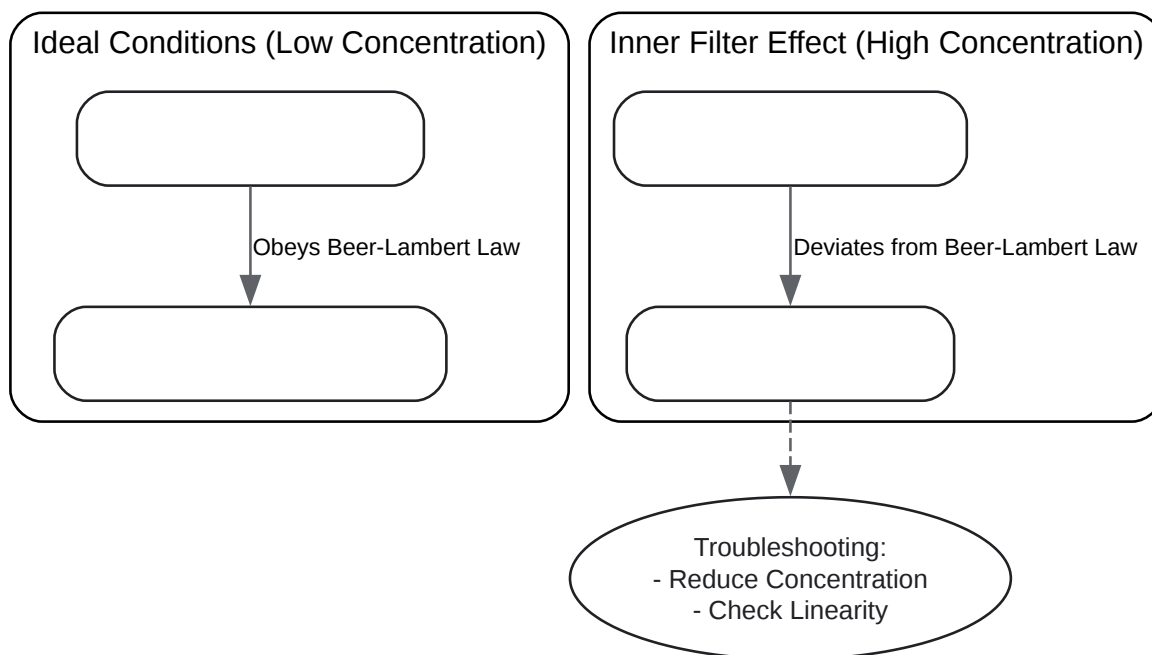 Ideal Conditions (Low Concentration)
Inner Filter Effect (High Concentration)
Obeys Beer-Lambert Law
Deviates from Beer-Lambert Law
Troubleshooting:
- Reduce Concentration
- Check Linearity